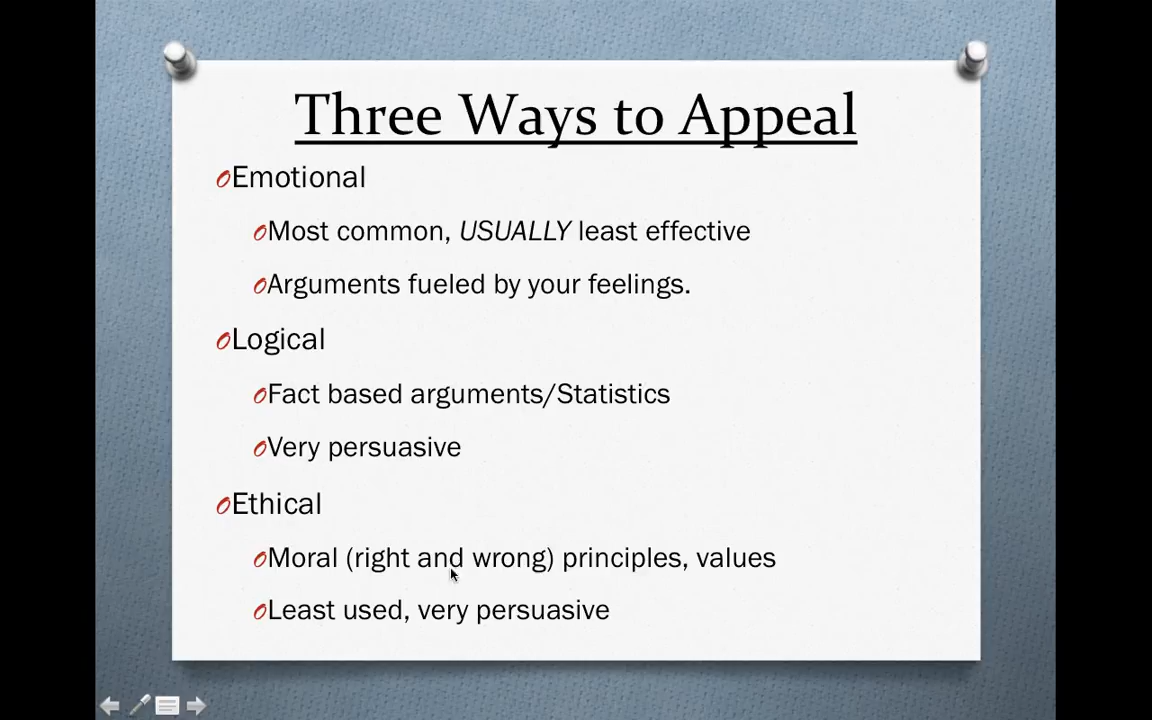 Three Ways to Appeal
Emotional
Most common, USUALLY least effective
Arguments fueled by your feelings.
Logical
Fact based arguments/Statistics
Very persuasive
Ethical
Moral (right and wrong) principles, values
Least used, very persuasive